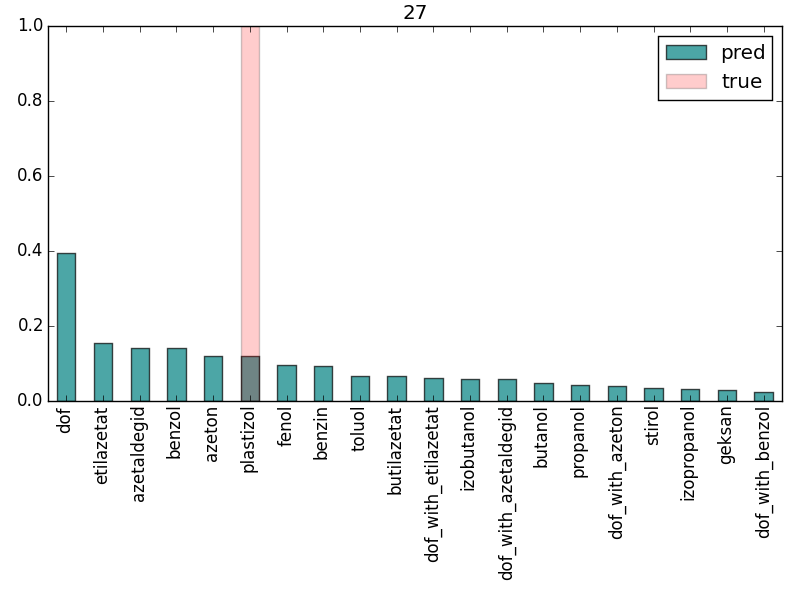 27
pred
true
1.0
0.8
0.6
0.4
0.2
0.0
dof
etilazetat
azetaldegid
benzol
azeton
plastizol
fenol
benzin
toluol
butilazetat
dof_with_etilazetat
izobutanol
dof_with_azetaldegid
butanol
propanol
dof_with_azeton
stirol
izopropanol
geksan
dof_with_benzol